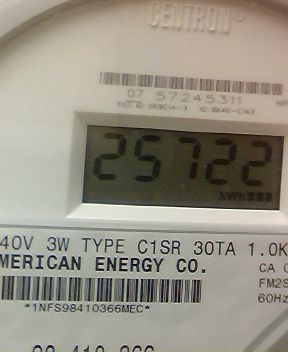 CENTRON®
07 57245311
25722
kWh
40V 3W TYPE C1SR 30TA 1.0K
CA
MERICAN ENERGY CO.
FM2S
60Hz
*1NFS98410366MEC*